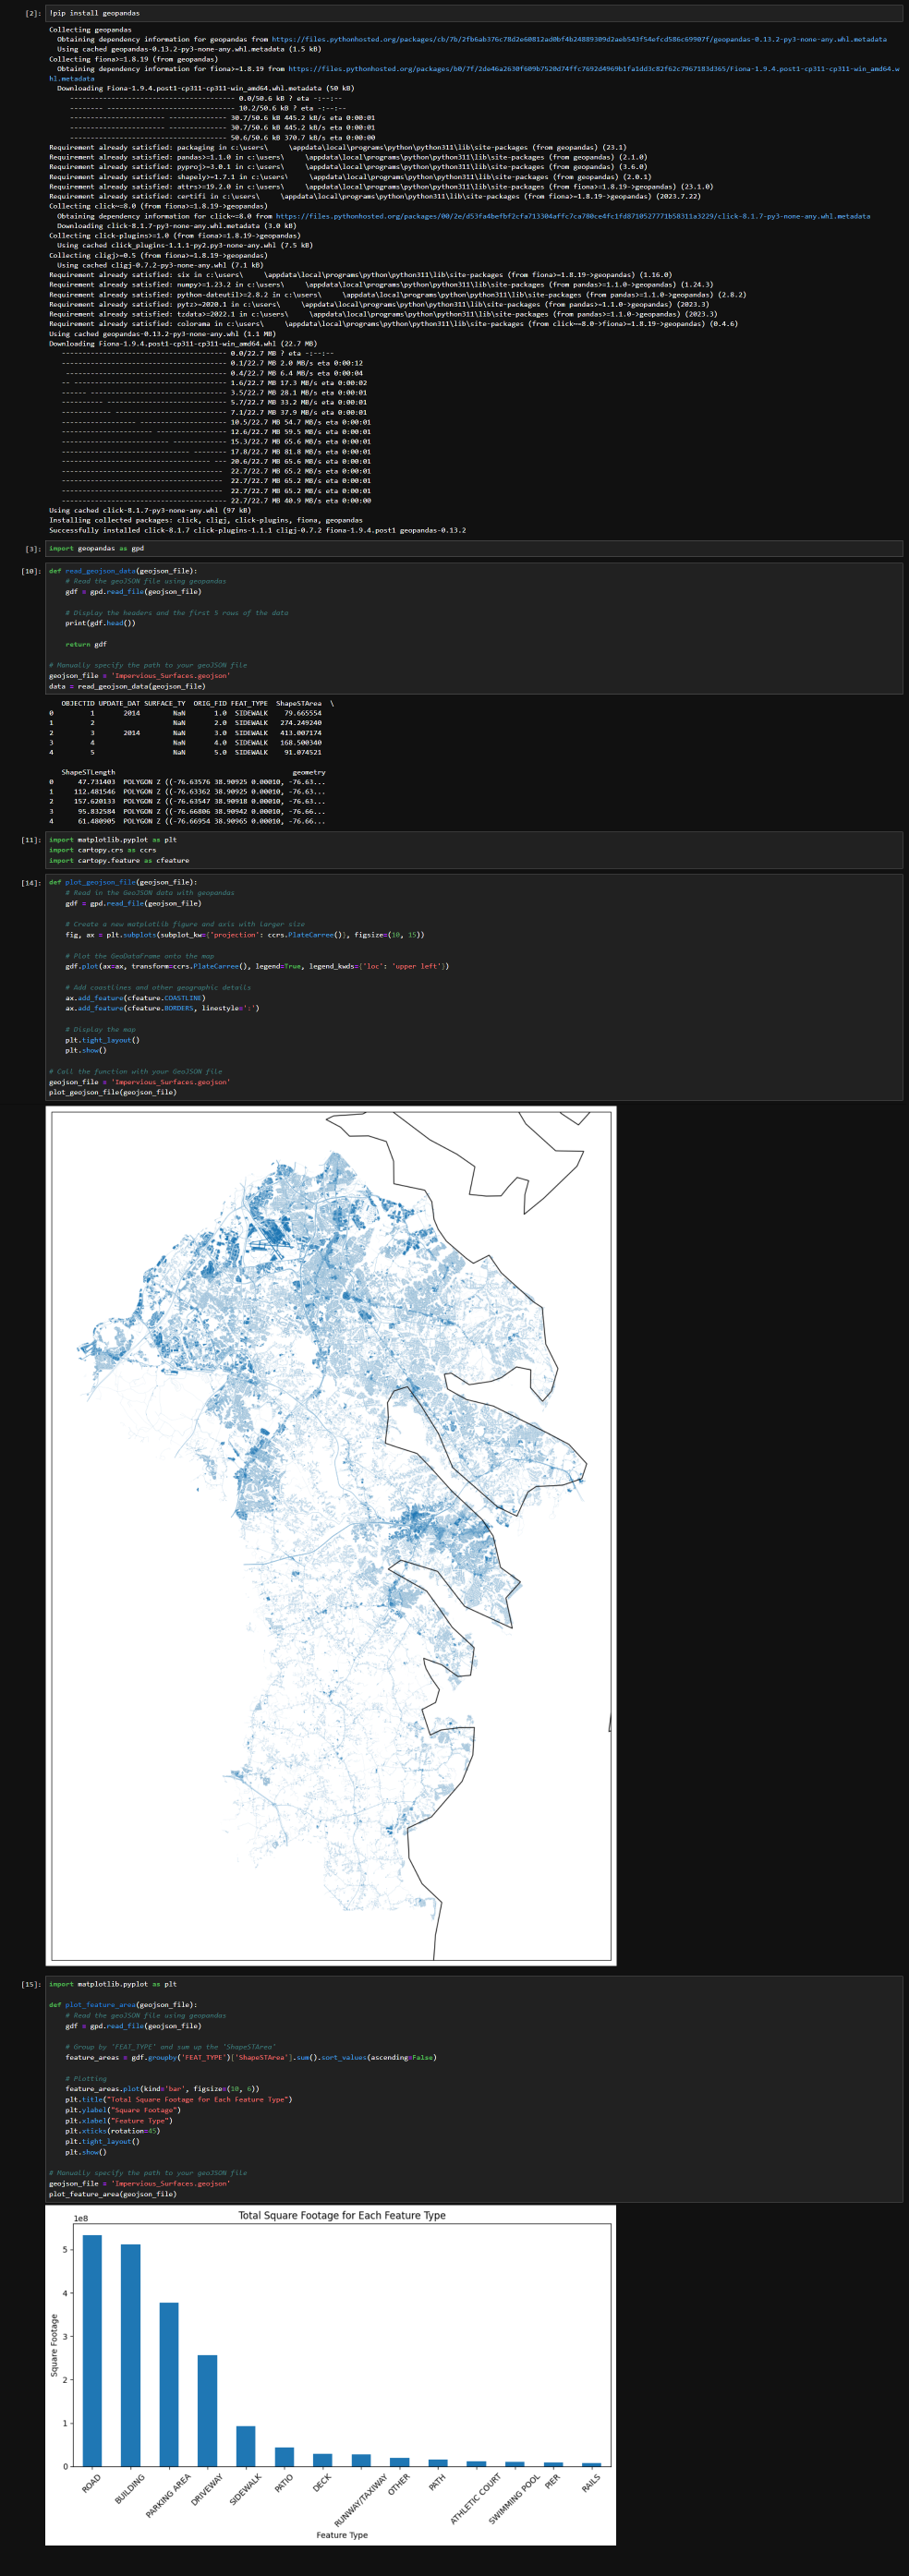 [2]: !pip install geopandas
Collecting geopandas
Obtaining dependency information for geopandas from https://files.pythonhosted.org/packages/cb/7b/2fb6ab376c78d2e60812ad0bf4b24889309d2aeb543f54efcd586c69907f/geopandas-0.13.2-py3-none-any.whl.metadata
Using cached geopandas-0.13.2-py3-none-any.whl.metadata (1.5 kB)
Collecting fiona>=1.8.19 (from geopandas)
Obtaining dependency information for fiona>=1.8.19 from https://files.pythonhosted.org/packages/b0/7f/2de46a2630f609b7520d74ffc7692d4969b1fa1dd3c82f62c7967183d365/Fiona-1.9.4.post1-cp311-cp311-win_amd64.w
hl.metadata
Downloading Fiona-1.9.4.post1-cp311-cp311-win_amd64.whl.metadata (50 kB)
---------------------------------------- 0.0/50.6 kB ? eta -:--:--
-------- ------------------------------- 10.2/50.6 kB ? eta -:--:--
----------------------- -------------- 30.7/50.6 kB 445.2 kB/s eta 0:00:01
----------------------- -------------- 30.7/50.6 kB 445.2 kB/s eta 0:00:01
-------------------------------------- 50.6/50.6 kB 370.7 kB/s eta 0:00:00
Requirement already satisfied: packaging in c:\users\ \appdata\local\programs\python\python311\lib\site-packages (from geopandas) (23.1)
Requirement already satisfied: pandas>=1.1.0 in c:\users\ \appdata\local\programs\python\python311\lib\site-packages (from geopandas) (2.1.0)
Requirement already satisfied: pyproj>=3.0.1 in c:\users\ \appdata\local\programs\python\python311\lib\site-packages (from geopandas) (3.6.0)
Requirement already satisfied: shapely>=1.7.1 in c:\users\ \appdata\local\programs\python\python311\lib\site-packages (from geopandas) (2.0.1)
Requirement already satisfied: attrs>=19.2.0 in c:\users\ \appdata\local\programs\python\python311\lib\site-packages (from fiona>=1.8.19->geopandas) (23.1.0)
Requirement already satisfied: certifi in c:\users\ \appdata\local\programs\python\python311\lib\site-packages (from fiona>=1.8.19->geopandas) (2023.7.22)
Collecting click~=8.0 (from fiona>=1.8.19->geopandas)
Obtaining dependency information for click~=8.0 from https://files.pythonhosted.org/packages/00/2e/d53fa4befbf2cfa713304affc7ca780ce4fc1fd8710527771b58311a3229/click-8.1.7-py3-none-any.whl.metadata
Downloading click-8.1.7-py3-none-any.whl.metadata (3.0 kB)
Collecting click-plugins>=1.0 (from fiona>=1.8.19->geopandas)
Using cached click_plugins-1.1.1-py2.py3-none-any.whl (7.5 kB)
Collecting cligj>=0.5 (from fiona>=1.8.19->geopandas)
Using cached cligj-0.7.2-py3-none-any.whl (7.1 kB)
Requirement already satisfied: six in c:\users\ \appdata\local\programs\python\python311\lib\site-packages (from fiona>=1.8.19->geopandas) (1.16.0)
Requirement already satisfied: numpy>=1.23.2 in c:\users\ \appdata\local\programs\python\python311\lib\site-packages (from pandas>=1.1.0->geopandas) (1.24.3)
Requirement already satisfied: python-dateutil>=2.8.2 in c:\users\ \appdata\local\programs\python\python311\lib\site-packages (from pandas>=1.1.0->geopandas) (2.8.2)
Requirement already satisfied: pytz>=2020.1 in c:\users\ \appdata\local\programs\python\python311\lib\site-packages (from pandas>=1.1.0->geopandas) (2023.3)
Requirement already satisfied: tzdata>=2022.1 in c:\users\ \appdata\local\programs\python\python311\lib\site-packages (from pandas>=1.1.0->geopandas) (2023.3)
Requirement already satisfied: colorama in c:\users\ \appdata\local\programs\python\python311\lib\site-packages (from click~=8.0->fiona>=1.8.19->geopandas) (0.4.6)
Using cached geopandas-0.13.2-py3-none-any.whl (1.1 MB)
Downloading Fiona-1.9.4.post1-cp311-cp311-win_amd64.whl (22.7 MB)
---------------------------------------- 0.0/22.7 MB ? eta -:--:--
---------------------------------------- 0.1/22.7 MB 2.0 MB/s eta 0:00:12
--------------------------------------- 0.4/22.7 MB 6.4 MB/s eta 0:00:04
-- ------------------------------------- 1.6/22.7 MB 17.3 MB/s eta 0:00:02
------ --------------------------------- 3.5/22.7 MB 28.1 MB/s eta 0:00:01
---------- ----------------------------- 5.7/22.7 MB 33.2 MB/s eta 0:00:01
------------ --------------------------- 7.1/22.7 MB 37.9 MB/s eta 0:00:01
------------------ --------------------- 10.5/22.7 MB 54.7 MB/s eta 0:00:01
---------------------- ----------------- 12.6/22.7 MB 59.5 MB/s eta 0:00:01
-------------------------- ------------- 15.3/22.7 MB 65.6 MB/s eta 0:00:01
------------------------------- -------- 17.8/22.7 MB 81.8 MB/s eta 0:00:01
------------------------------------ --- 20.6/22.7 MB 65.6 MB/s eta 0:00:01
--------------------------------------- 22.7/22.7 MB 65.2 MB/s eta 0:00:01
--------------------------------------- 22.7/22.7 MB 65.2 MB/s eta 0:00:01
--------------------------------------- 22.7/22.7 MB 65.2 MB/s eta 0:00:01
---------------------------------------- 22.7/22.7 MB 40.9 MB/s eta 0:00:00
Using cached click-8.1.7-py3-none-any.whl (97 kB)
Installing collected packages: click, cligj, click-plugins, fiona, geopandas
Successfully installed click-8.1.7 click-plugins-1.1.1 cligj-0.7.2 fiona-1.9.4.post1 geopandas-0.13.2
[3]: import geopandas as gpd
[10]: def read_geojson_data(geojson_file):
# Read the geoJSON file using geopandas
gdf = gpd.read_file(geojson_file)
# Display the headers and the first 5 rows of the data
print(gdf.head())
return gdf
# Manually specify the path to your geoJSON file
geojson_file = 'Impervious_Surfaces.geojson'
data = read_geojson_data(geojson_file)
OBJECTID UPDATE_DAT SURFACE_TY ORIG_FID FEAT_TYPE ShapeSTArea \
0 1 2014 NaN 1.0 SIDEWALK 79.665554
1 2 NaN 2.0 SIDEWALK 274.249240
2 3 2014 NaN 3.0 SIDEWALK 413.007174
3 4 NaN 4.0 SIDEWALK 168.500340
4 5 NaN 5.0 SIDEWALK 91.074521
ShapeSTLength geometry
0 47.731403 POLYGON Z ((-76.63576 38.90925 0.00010, -76.63...
1 112.481546 POLYGON Z ((-76.63362 38.90925 0.00010, -76.63...
2 157.620133 POLYGON Z ((-76.63547 38.90918 0.00010, -76.63...
3 95.832584 POLYGON Z ((-76.66806 38.90942 0.00010, -76.66...
4 61.480905 POLYGON Z ((-76.66954 38.90965 0.00010, -76.66...
[11]: import matplotlib.pyplot as plt
import cartopy.crs as ccrs
import cartopy.feature as cfeature
[14]: def plot_geojson_file(geojson_file):
# Read in the GeoJSON data with geopandas
gdf = gpd.read_file(geojson_file)
# Create a new matplotlib figure and axis with larger size
fig, ax = plt.subplots(subplot_kw={'projection': ccrs.PlateCarree()}, figsize=(10, 15))
# Plot the GeoDataFrame onto the map
gdf.plot(ax=ax, transform=ccrs.PlateCarree(), legend=True, legend_kwds={'loc': 'upper left'})
# Add coastlines and other geographic details
ax.add_feature(cfeature.COASTLINE)
ax.add_feature(cfeature.BORDERS, linestyle=':')
# Display the map
plt.tight_layout()
plt.show()
# Call the function with your GeoJSON file
geojson_file = 'Impervious_Surfaces.geojson'
plot_geojson_file(geojson_file)
[15]: import matplotlib.pyplot as plt
def plot_feature_area(geojson_file):
# Read the geoJSON file using geopandas
gdf = gpd.read_file(geojson_file)
# Group by 'FEAT_TYPE' and sum up the 'ShapeSTArea'
feature_areas = gdf.groupby('FEAT_TYPE')['ShapeSTArea'].sum().sort_values(ascending=False)
# Plotting
feature_areas.plot(kind='bar', figsize=(10, 6))
plt.title("Total Square Footage for Each Feature Type")
plt.ylabel("Square Footage")
plt.xlabel("Feature Type")
plt.xticks(rotation=45)
plt.tight_layout()
plt.show()
# Manually specify the path to your geoJSON file
geojson_file = 'Impervious_Surfaces.geojson'
plot_feature_area(geojson_file)
Total Square Footage for Each Feature Type
1e8
5
4
3
2
1
0
Square Footage
ROAD
BUILDING
PARKING AREA
DRIVEWAY
SIDEWALK
PATIO
DECK
RUNWAY/TAXIWAY
OTHER
PATH
ATHLETIC COURT
SWIMMING POOL
PIER
RAILS
Feature Type